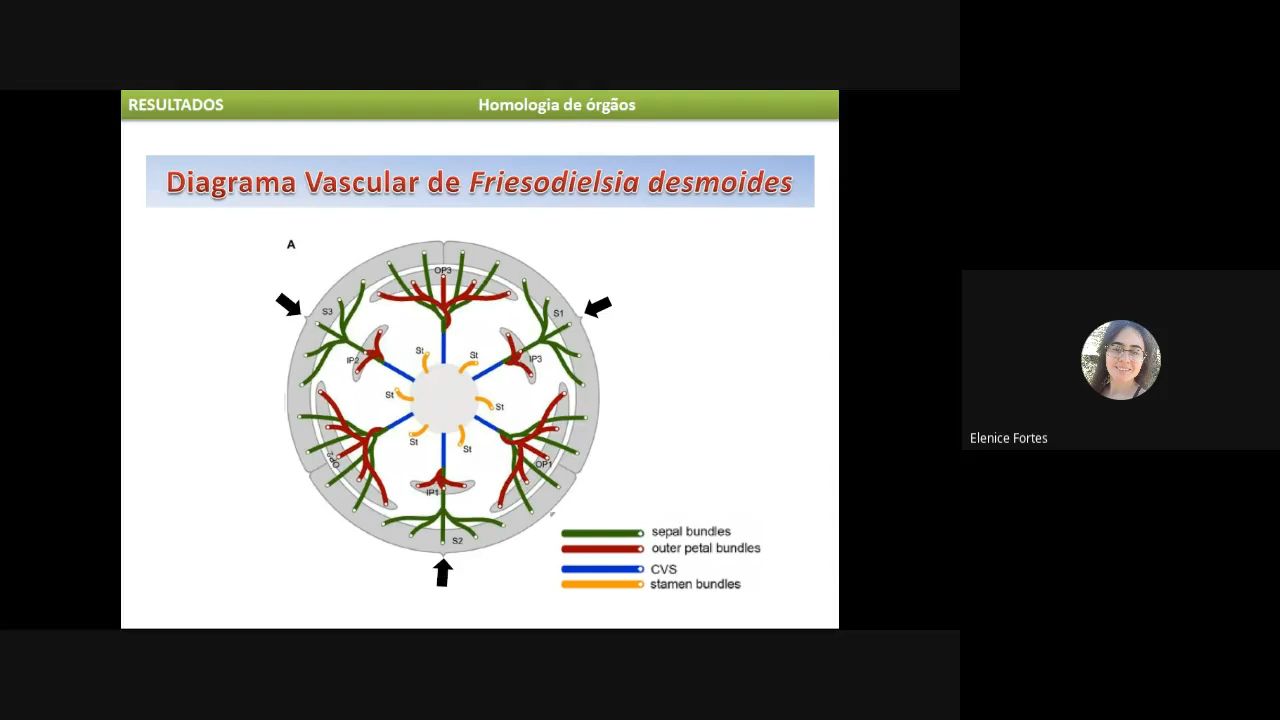 RESULTADOS
Homologia de órgãos
Diagrama Vascular de Friesodielsia desmoides
A
OP3
S3
S1
IP2
St
St
IP3
St
St
St
St
OP2
OP1
IP1
S2
sepal bundles
outer petal bundles
CVS
stamen bundles
Elenice Fortes